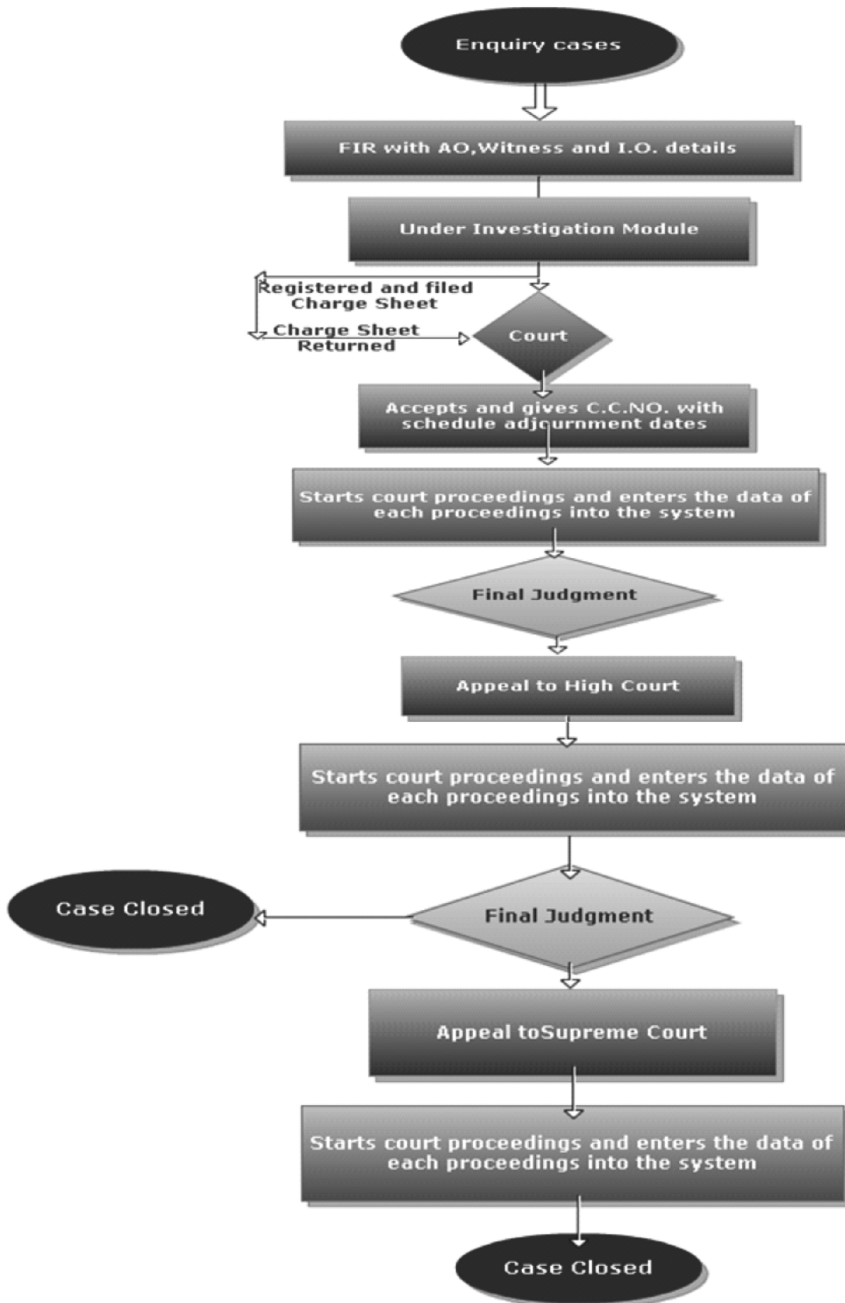 Enquiry cases
FIR with AO,Witness and I.O. details
Under Investigation Module
Registered and filed
Charge Sheet
Charge Sheet
Returned
Court
Accepts and gives C.C.NO. with
schedule adjournment dates
Starts court proceedings and enters the data of
each proceedings into the system
Final Judgment
Appeal to High Court
Starts court proceedings and enters the data of
each proceedings into the system
Case Closed
Final Judgment
Appeal toSupreme Court
Starts court proceedings and enters the data of
each proceedings into the system
Case Closed